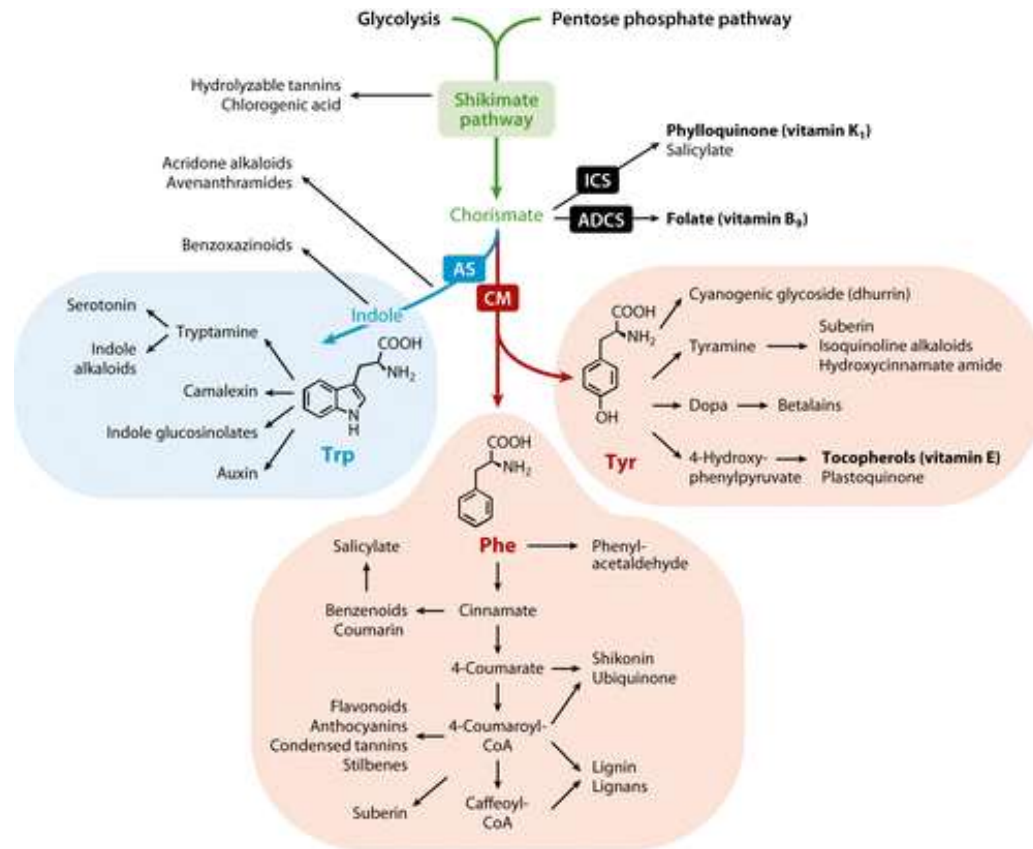 Glycolysis
Pentose phosphate pathway
Hydrolyzable tannins
Chlorogenic acid
Shikimate
pathway
Phylloquinone (vitamin K₁)
Salicylate
Acridone alkaloids
Avenanthramides
ICS
Chorismate
ADCS
Folate (vitamin B₉)
Benzoxazinoids
AS
CM
Indole
Serotonin
Tryptamine
Indole
alkaloids
Camalexin
Indole glucosinolates
Auxin
COOH
NH₂
N
H
Trp
Cyanogenic glycoside (dhurrin)
COOH
NH₂
OH
Tyr
Tyramine
Suberin
Isoquinoline alkaloids
Hydroxycinnamate amide
Dopa
Betalains
4-Hydroxy-
phenylpyruvate
Tocopherols (vitamin E)
Plastoquinone
COOH
NH₂
Phe
Phenyl-
acetaldehyde
Salicylate
Benzenoids
Coumarin
Cinnamate
4-Coumarate
Shikonin
Ubiquinone
Flavonoids
Anthocyanins
Condensed tannins
Stilbenes
4-Coumaroyl-
CoA
Lignin
Lignans
Suberin
Caffeoyl-
CoA